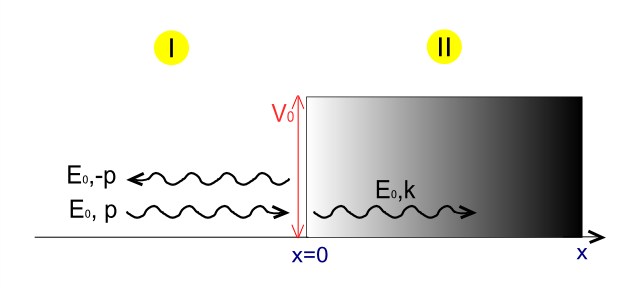 I
II
V₀
E₀,-p
E₀, p
E₀,k
x=0
x